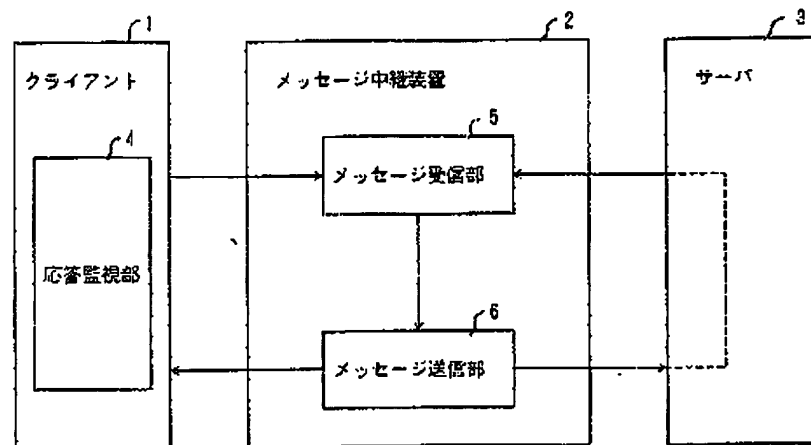 1
2
3
クライアント
メッセージ中継装置
サーバ
4
5
メッセージ受信部
応答監視部
6
メッセージ送信部